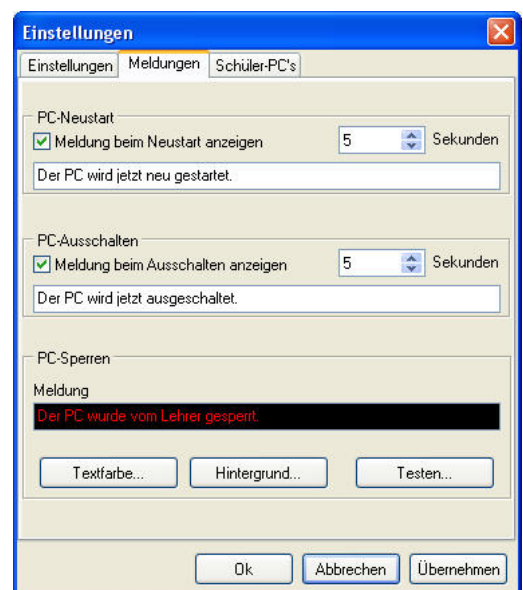 Einstellungen
Einstellungen Meldungen Schüler-PC's
PC-Neustart
Meldung beim Neustart anzeigen 5 Sekunden
Der PC wird jetzt neu gestartet.
PC-Ausschalten
Meldung beim Ausschalten anzeigen 5 Sekunden
Der PC wird jetzt ausgeschaltet.
PC-Sperren
Meldung
Der PC wurde vom Lehrer gesperrt.
Textfarbe... Hintergrund... Testen...
Ok Abbrechen Übernehmen